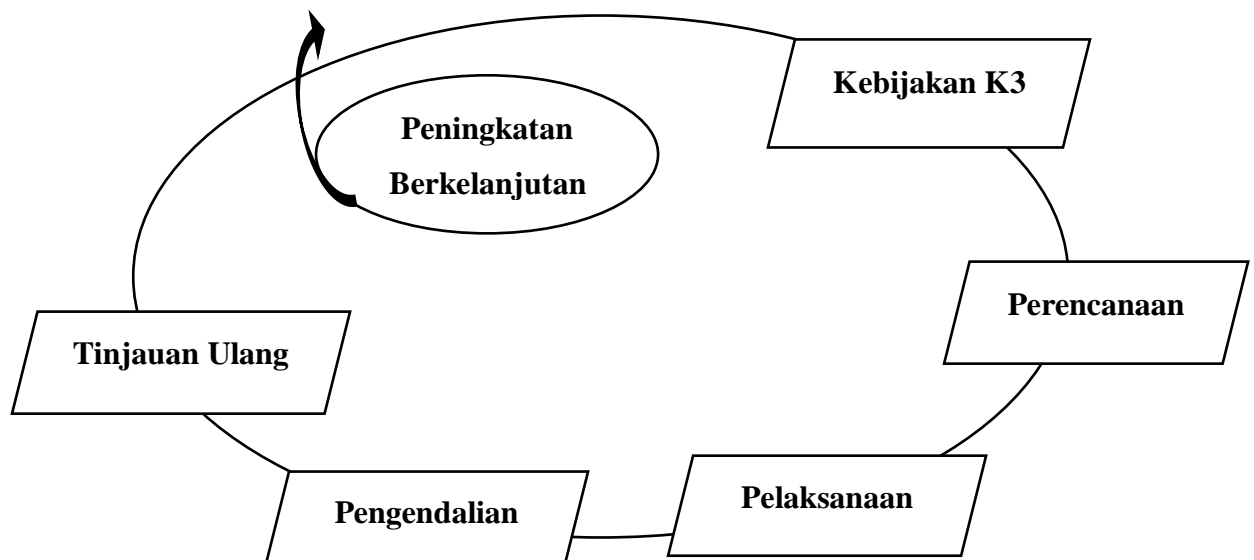 Kebijakan K3
Peningkatan
Berkelanjutan
Perencanaan
Tinjauan Ulang
Pelaksanaan
Pengendalian